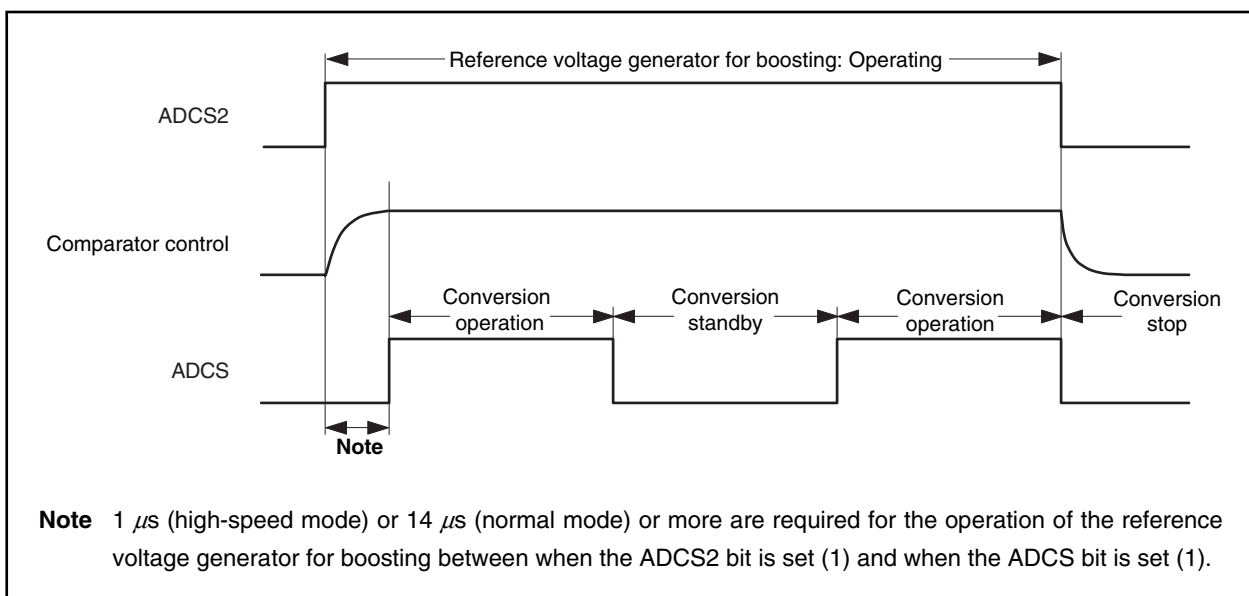 Reference voltage generator for boosting: Operating
ADCS2
Comparator control
Conversion
operation
Conversion
standby
Conversion
operation
Conversion
stop
ADCS
Note
Note 1 μs (high-speed mode) or 14 μs (normal mode) or more are required for the operation of the reference
voltage generator for boosting between when the ADCS2 bit is set (1) and when the ADCS bit is set (1).